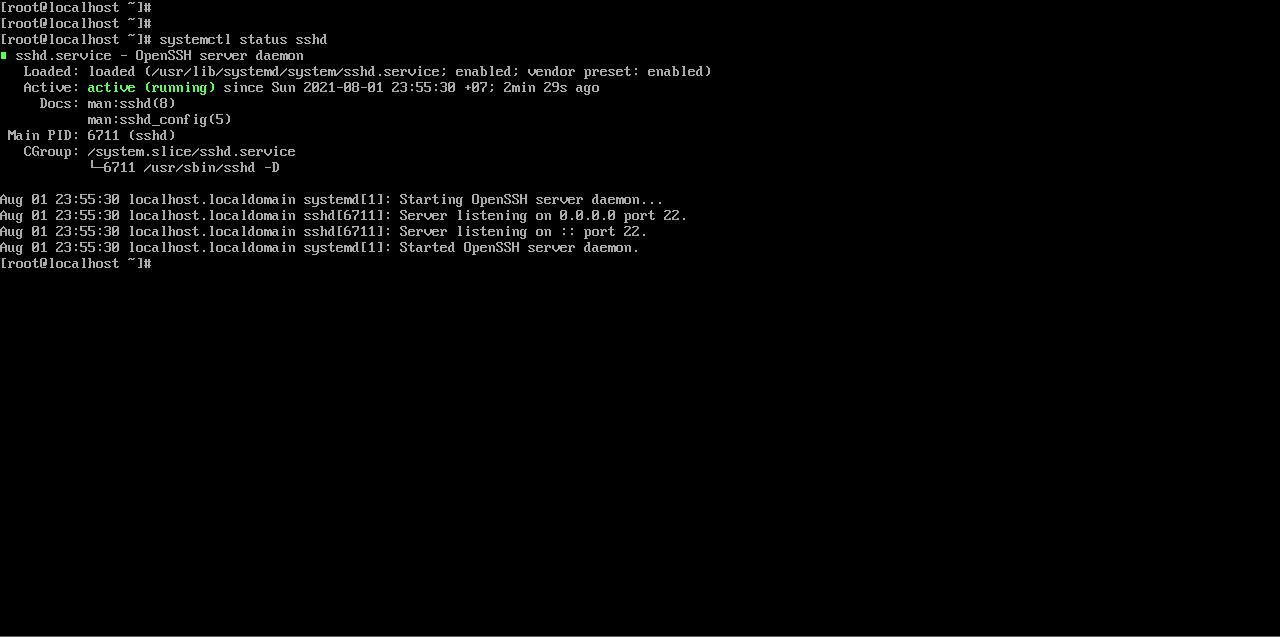 [root@localhost ~]#
[root@localhost ~]#
[root@localhost ~]# systemctl status sshd
sshd.service - OpenSSH server daemon
   Loaded: loaded (/usr/lib/systemd/system/sshd.service; enabled; vendor preset: enabled)
   Active: active (running) since Sun 2021-08-01 23:55:30 +07; 2min 29s ago
     Docs: man:sshd(8)
           man:sshd_config(5)
 Main PID: 6711 (sshd)
   CGroup: /system.slice/sshd.service
           └─6711 /usr/sbin/sshd -D

Aug 01 23:55:30 localhost.localdomain systemd[1]: Starting OpenSSH server daemon...
Aug 01 23:55:30 localhost.localdomain sshd[6711]: Server listening on 0.0.0.0 port 22.
Aug 01 23:55:30 localhost.localdomain sshd[6711]: Server listening on :: port 22.
Aug 01 23:55:30 localhost.localdomain systemd[1]: Started OpenSSH server daemon.
[root@localhost ~]#